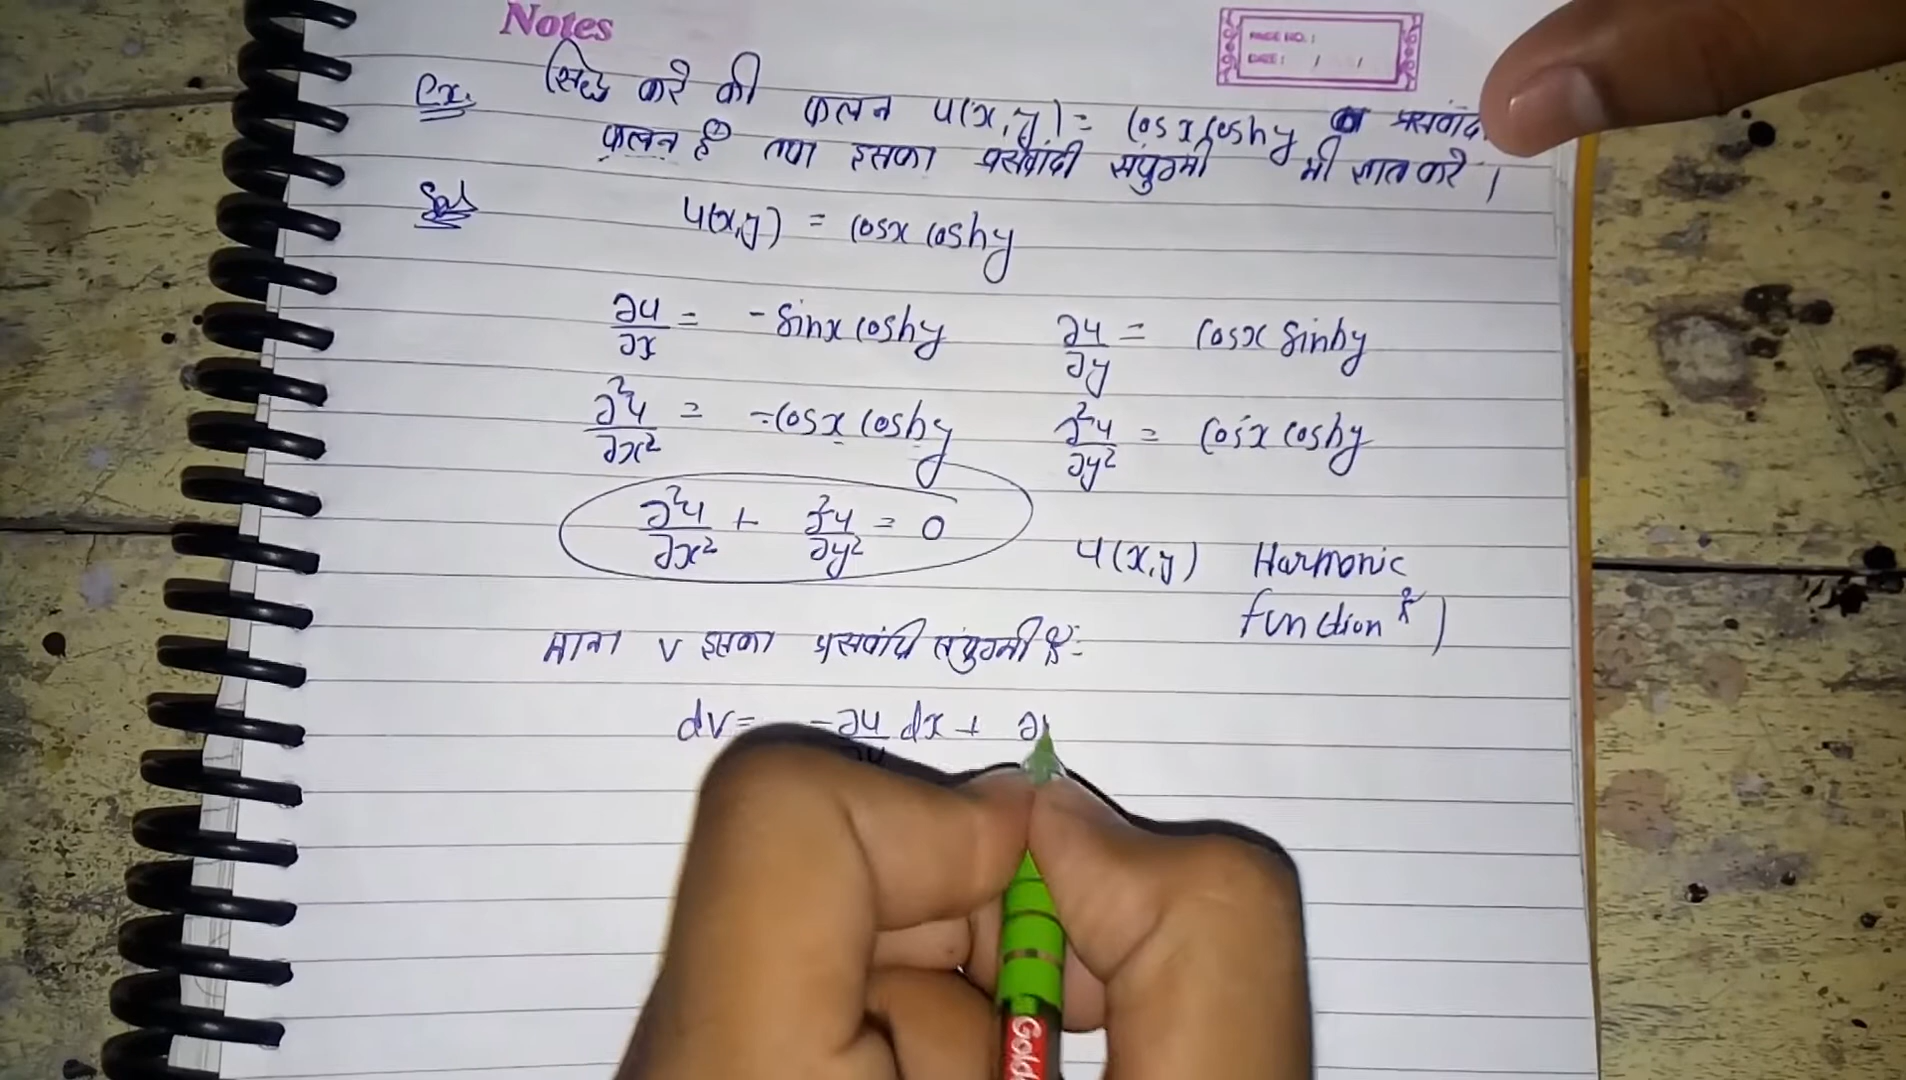 Notes
PAGE NO. :
DATE : / /
Ex. सिद्ध करे की फलन u(x,y) = cosx coshy प्रसंवादी
फलन है तथा इसका प्रसंवादी संयुग्मी भी ज्ञात करे ।
Sol u(x,y) = cosx coshy
∂u/∂x = -sinx coshy ∂u/∂y = cosx sinhy
∂²u/∂x² = -cosx coshy ∂²u/∂y² = cosx coshy
∂²u/∂x² + ∂²u/∂y² = 0 u(x,y) Harmonic
function है ।
माना v इसका प्रसंवादी संयुग्मी है:-
dv = -∂u/∂y dx + ∂
Gold